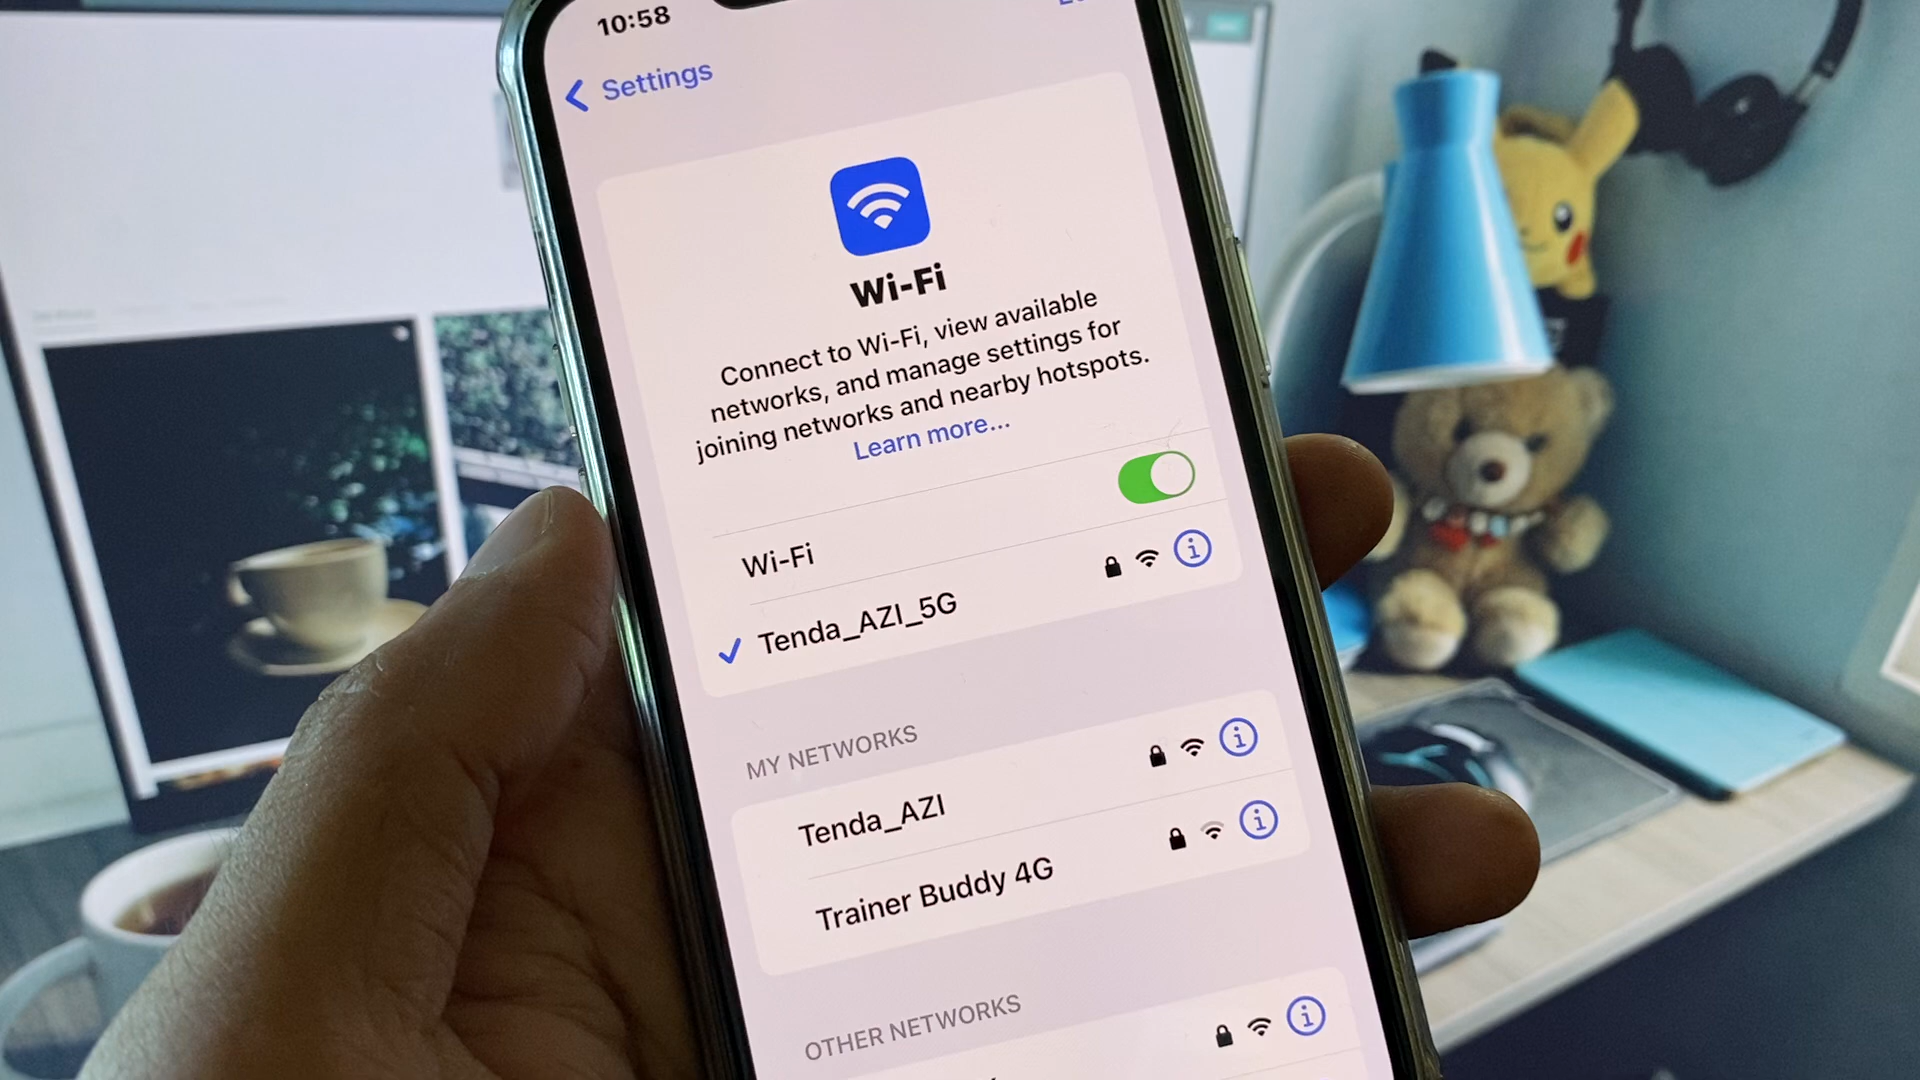 10:58
Settings
Wi-Fi
Connect to Wi-Fi, view available
networks, and manage settings for
joining networks and nearby hotspots.
Learn more...
Wi-Fi
Tenda_AZI_5G
MY NETWORKS
Tenda_AZI
Trainer Buddy 4G
OTHER NETWORKS